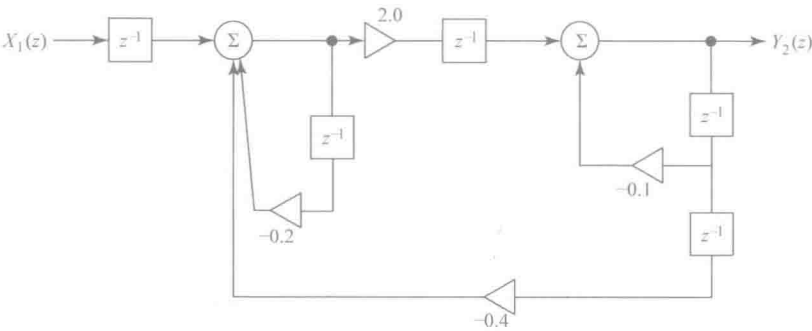 2.0
X₁(z) z⁻¹ Σ z⁻¹ Σ Y₂(z)
z⁻¹
z⁻¹
−0.1
−0.2
z⁻¹
−0.4